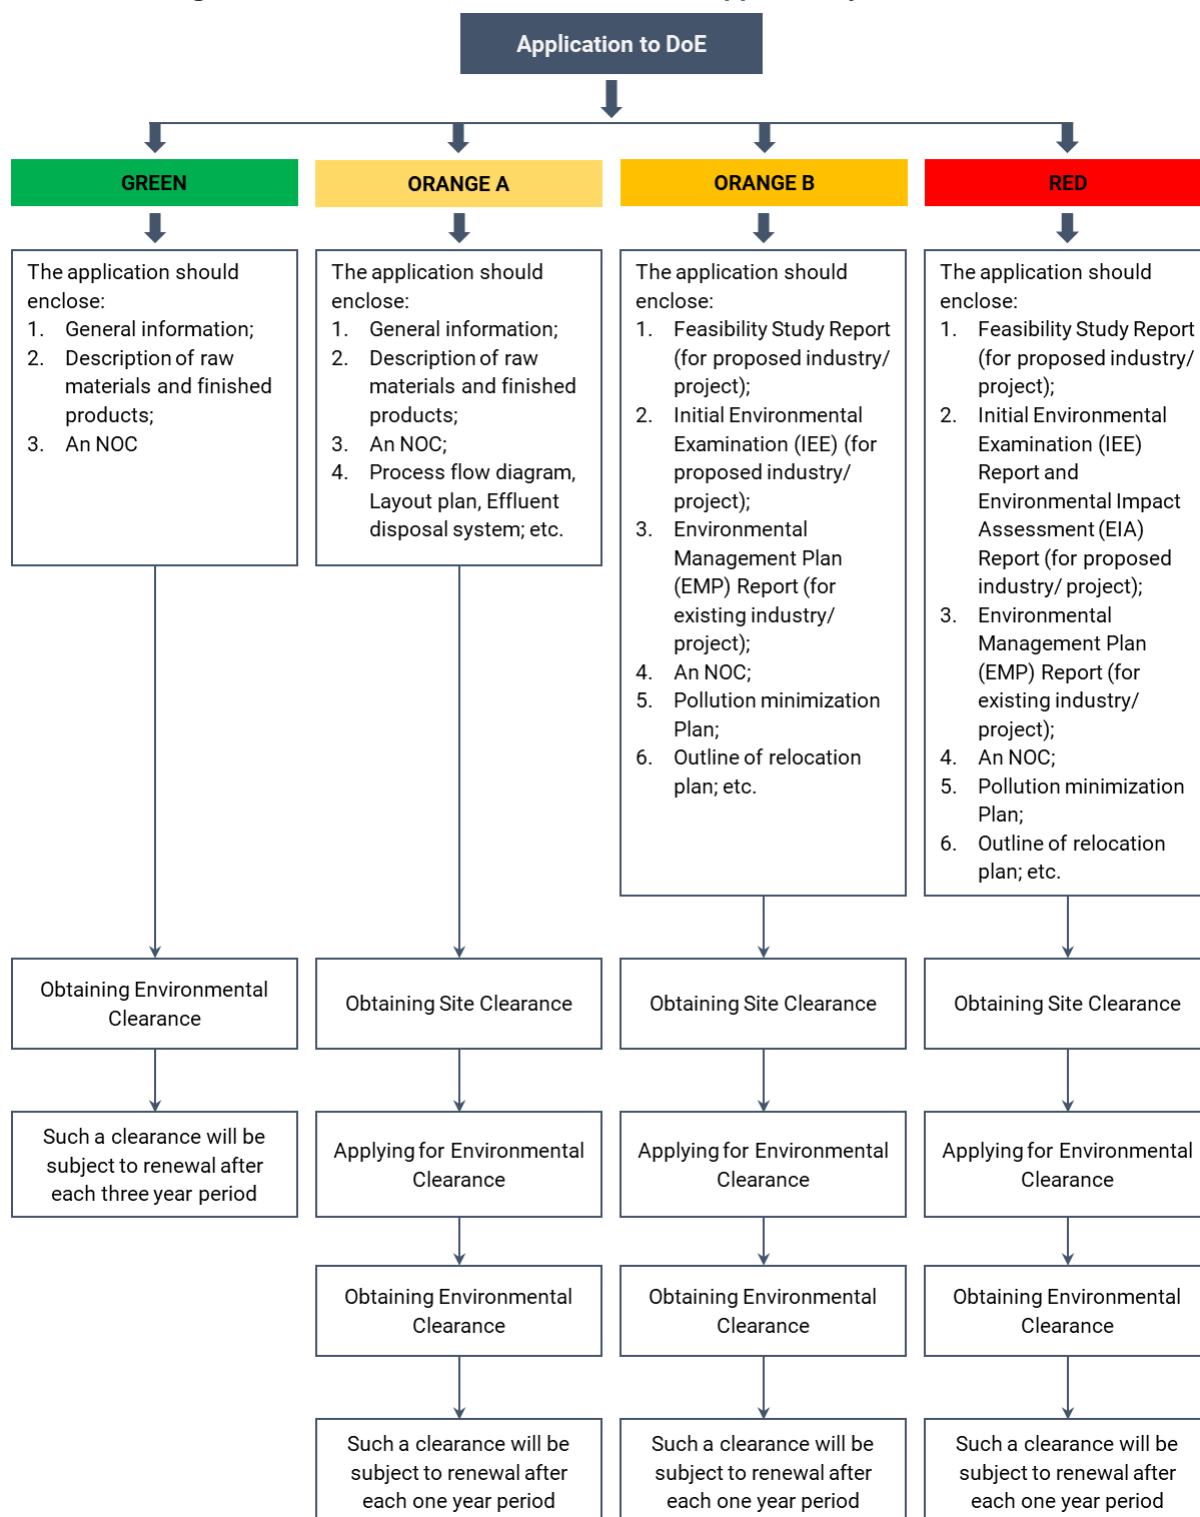 Application to DoE
GREEN
ORANGE A
ORANGE B
RED
The application should
enclose:
1. General information;
2. Description of raw
materials and finished
products;
3. An NOC
The application should
enclose:
1. General information;
2. Description of raw
materials and finished
products;
3. An NOC;
4. Process flow diagram,
Layout plan, Effluent
disposal system; etc.
The application should
enclose:
1. Feasibility Study Report
(for proposed industry/
project);
2. Initial Environmental
Examination (IEE) (for
proposed industry/
project);
3. Environmental
Management Plan
(EMP) Report (for
existing industry/
project);
4. An NOC;
5. Pollution minimization
Plan;
6. Outline of relocation
plan; etc.
The application should
enclose:
1. Feasibility Study Report
(for proposed industry/
project);
2. Initial Environmental
Examination (IEE)
Report and
Environmental Impact
Assessment (EIA)
Report (for proposed
industry/ project);
3. Environmental
Management Plan
(EMP) Report (for
existing industry/
project);
4. An NOC;
5. Pollution minimization
Plan;
6. Outline of relocation
plan; etc.
Obtaining Environmental
Clearance
Obtaining Site Clearance
Obtaining Site Clearance
Obtaining Site Clearance
Such a clearance will be
subject to renewal after
each three year period
Applying for Environmental
Clearance
Applying for Environmental
Clearance
Applying for Environmental
Clearance
Obtaining Environmental
Clearance
Obtaining Environmental
Clearance
Obtaining Environmental
Clearance
Such a clearance will be
subject to renewal after
each one year period
Such a clearance will be
subject to renewal after
each one year period
Such a clearance will be
subject to renewal after
each one year period